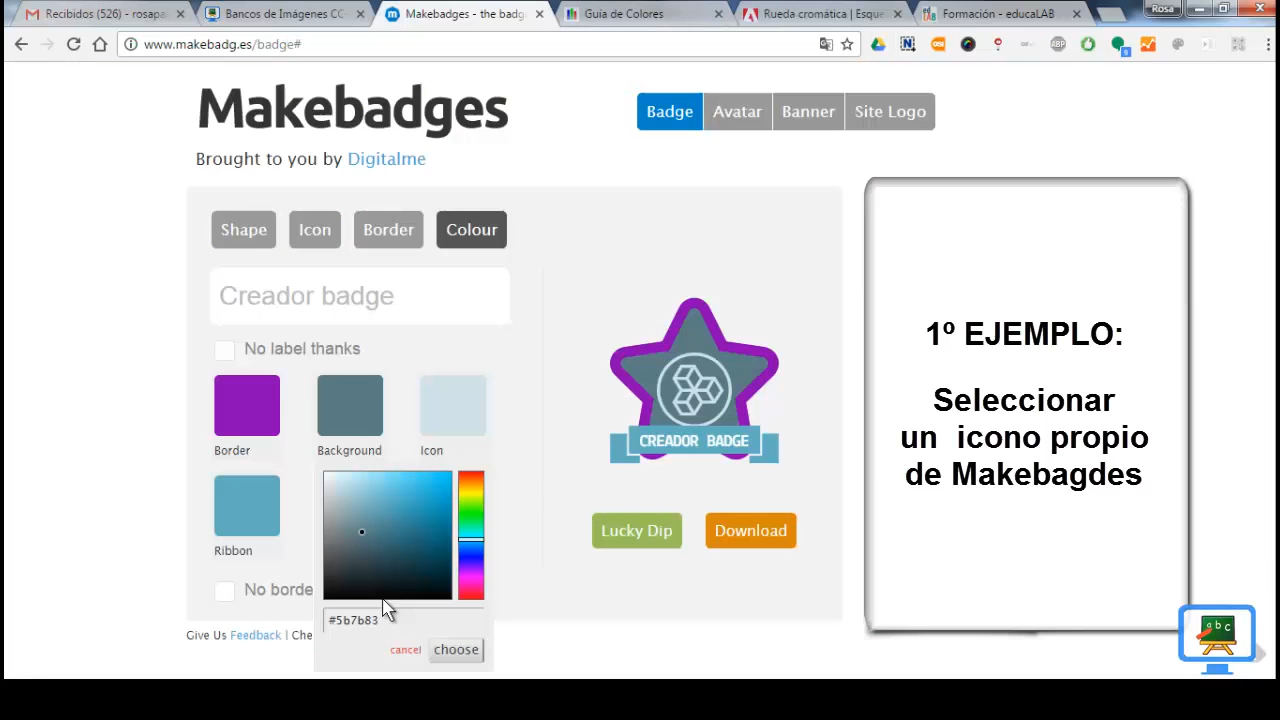 Recibidos (526) - rosapa
Bancos de Imágenes CC
Makebadges - the badg
Guía de Colores
Rueda cromática | Esque
Formación - educaLAB
Rosa
www.makebadg.es/badge#
Makebadges
Badge
Avatar
Banner
Site Logo
Brought to you by Digitalme
Shape
Icon
Border
Colour
Creador badge
No label thanks
Border
Background
Icon
Ribbon
No borde
#5b7b83
cancel
choose
Give Us Feedback | Che
CREADOR BADGE
Lucky Dip
Download
1º EJEMPLO:
Seleccionar
un icono propio
de Makebagdes
abc